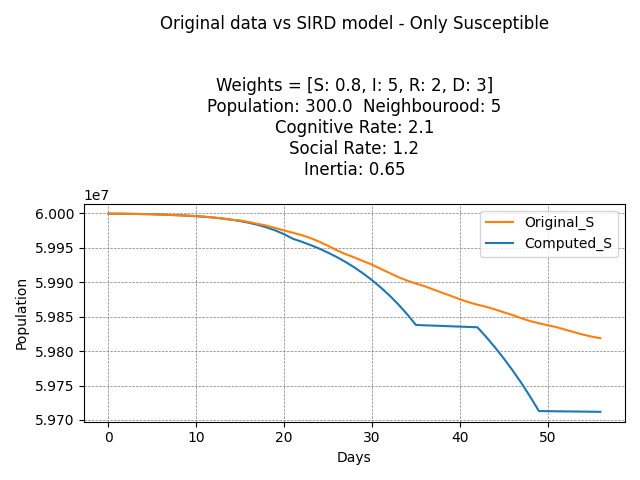 Original data vs SIRD model - Only Susceptible
Weights = [S: 0.8, I: 5, R: 2, D: 3]
Population: 300.0  Neighbourood: 5
Cognitive Rate: 2.1
Social Rate: 1.2
Inertia: 0.65
1e7
6.000
5.995
5.990
5.985
5.980
5.975
5.970
Population
Original_S
Computed_S
0 10 20 30 40 50
Days